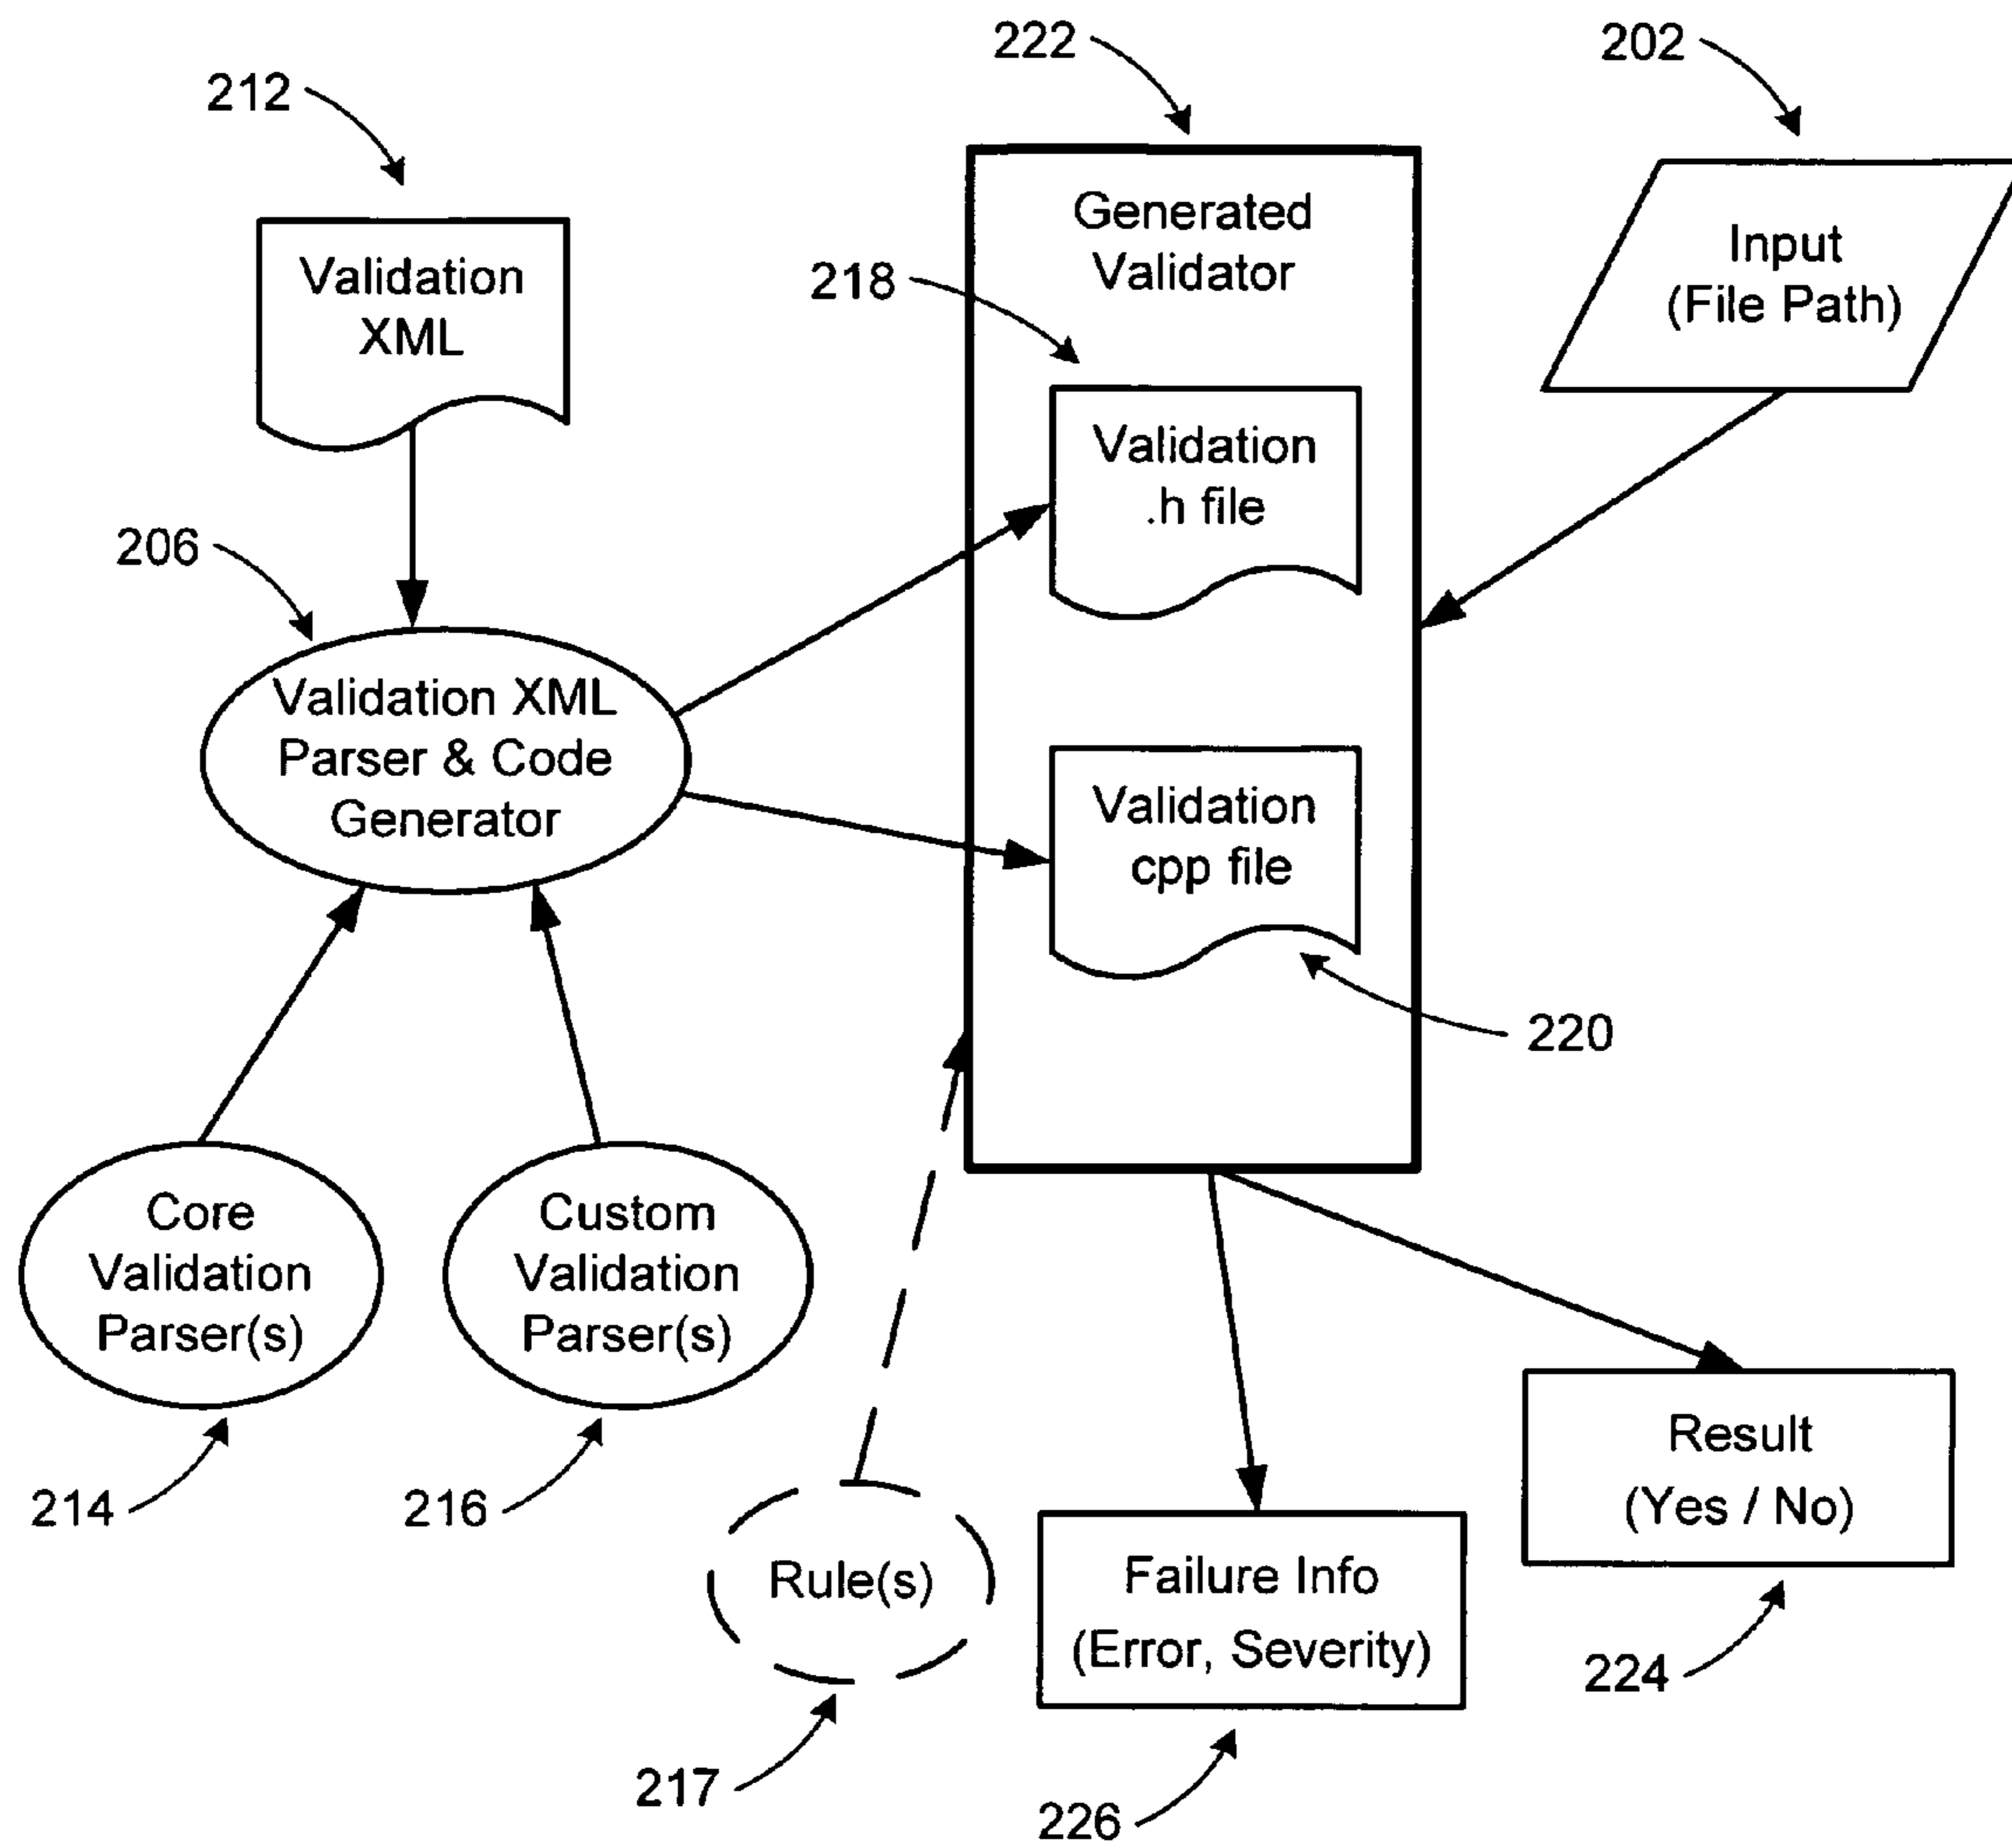 222
202
212
Generated
Validator
Input
(File Path)
Validation
XML
218
Validation
.h file
206
Validation XML
Parser & Code
Generator
Validation
cpp file
220
Core
Validation
Parser(s)
Custom
Validation
Parser(s)
Result
(Yes / No)
214
216
Rule(s)
Failure Info
(Error, Severity)
224
217
226